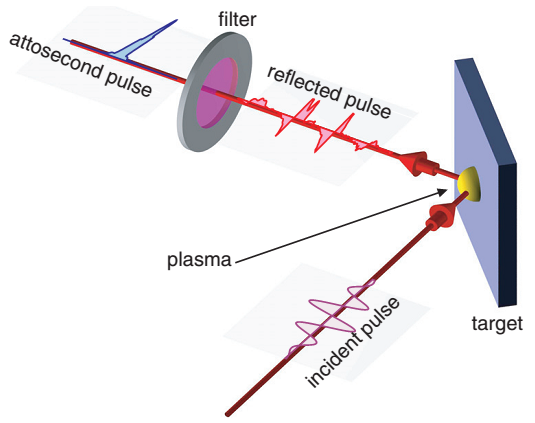 filter
attosecond pulse
reflected pulse
plasma
incident pulse
target